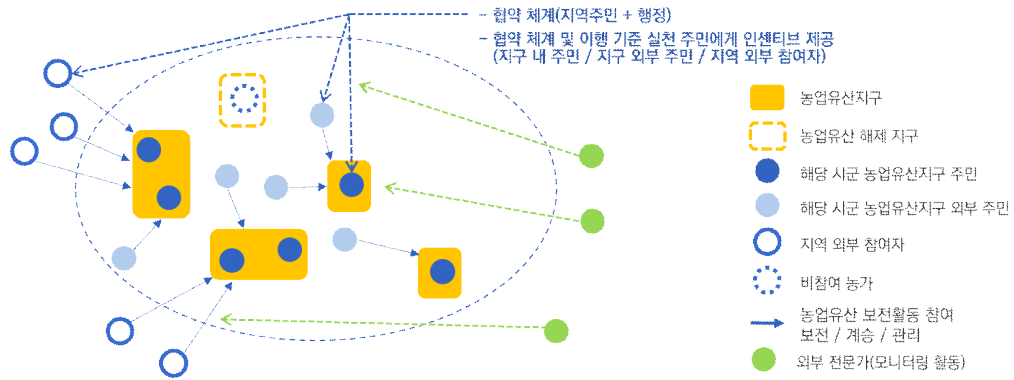 - 협약 체계(지역주민 + 행정)
- 협약 체계 및 이행 기준 실천 주민에게 인센티브 제공
(지구 내 주민 / 지구 외부 주민 / 지역 외부 참여자)
농업유산지구
농업유산 해제 지구
해당 시군 농업유산지구 주민
해당 시군 농업유산지구 외부 주민
지역 외부 참여자
비참여 농가
농업유산 보전활동 참여
보전 / 계승 / 관리
외부 전문가(모니터링 활동)